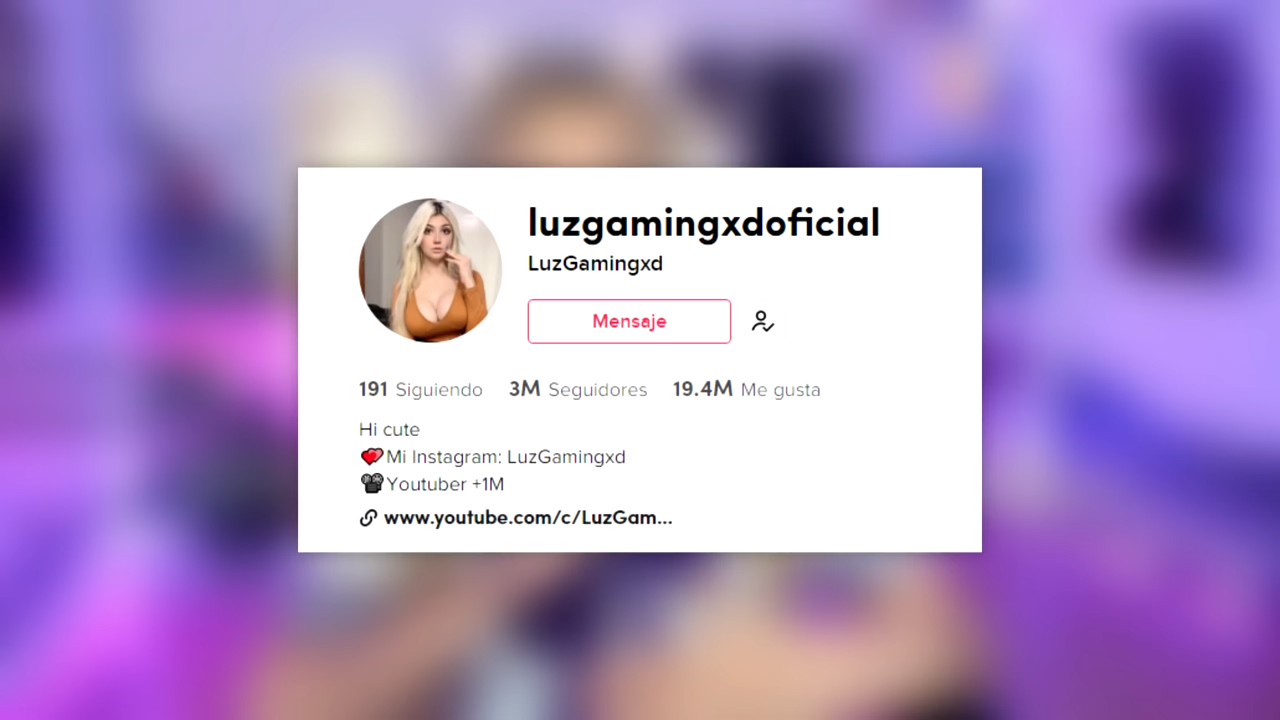 luzgamingxdoficial
LuzGamingxd
Mensaje
191 Siguiendo 3M Seguidores 19.4M Me gusta
Hi cute
💕Mi Instagram: LuzGamingxd
🎥Youtuber +1M
www.youtube.com/c/LuzGam...